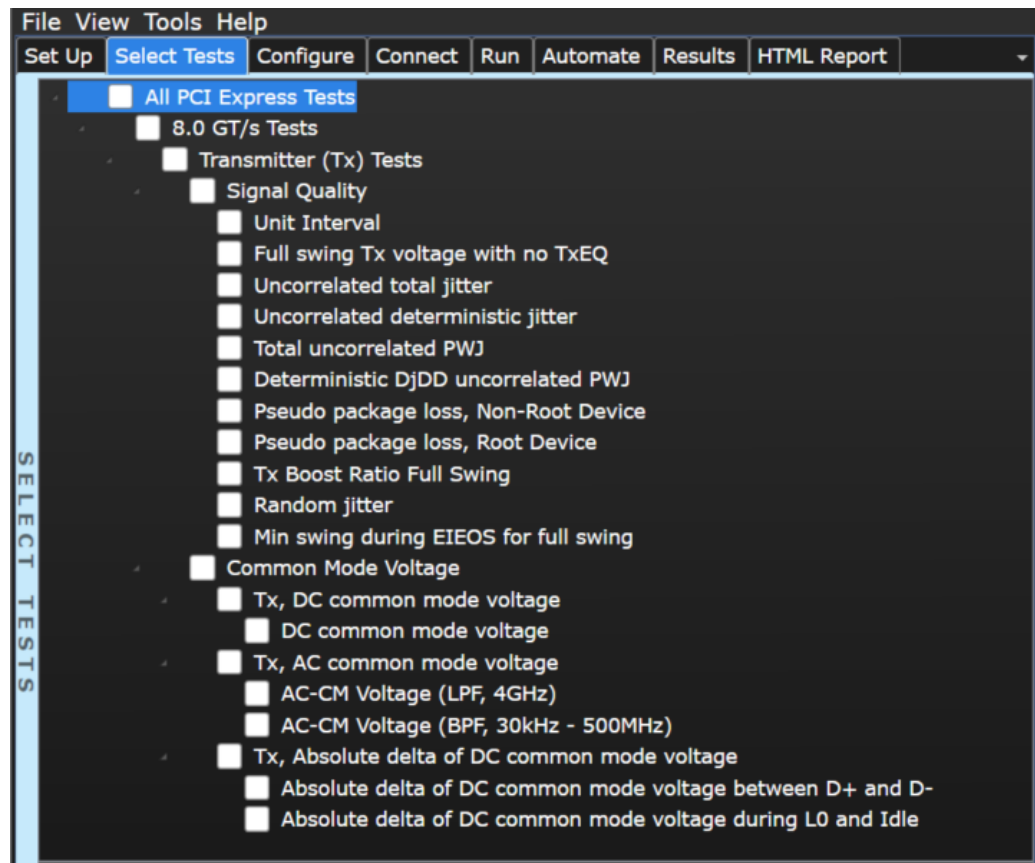 File View Tools Help
Set Up Select Tests Configure Connect Run Automate Results HTML Report
All PCI Express Tests
8.0 GT/s Tests
Transmitter (Tx) Tests
Signal Quality
Unit Interval
Full swing Tx voltage with no TxEQ
Uncorrelated total jitter
Uncorrelated deterministic jitter
Total uncorrelated PWJ
Deterministic DjDD uncorrelated PWJ
Pseudo package loss, Non-Root Device
Pseudo package loss, Root Device
Tx Boost Ratio Full Swing
Random jitter
Min swing during EIEOS for full swing
Common Mode Voltage
Tx, DC common mode voltage
DC common mode voltage
Tx, AC common mode voltage
AC-CM Voltage (LPF, 4GHz)
AC-CM Voltage (BPF, 30kHz - 500MHz)
Tx, Absolute delta of DC common mode voltage
Absolute delta of DC common mode voltage between D+ and D-
Absolute delta of DC common mode voltage during L0 and Idle
SELECT TESTS